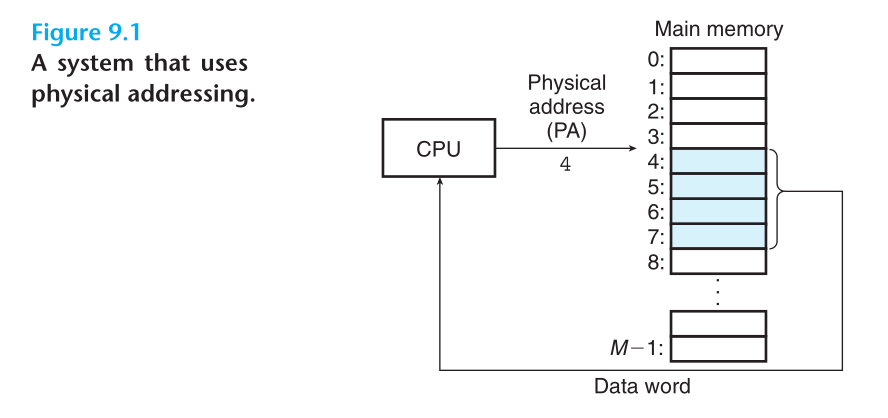 Figure 9.1
A system that uses
physical addressing.
Main memory
Physical
address
(PA)
4
CPU
0:
1:
2:
3:
4:
5:
6:
7:
8:
M−1:
Data word